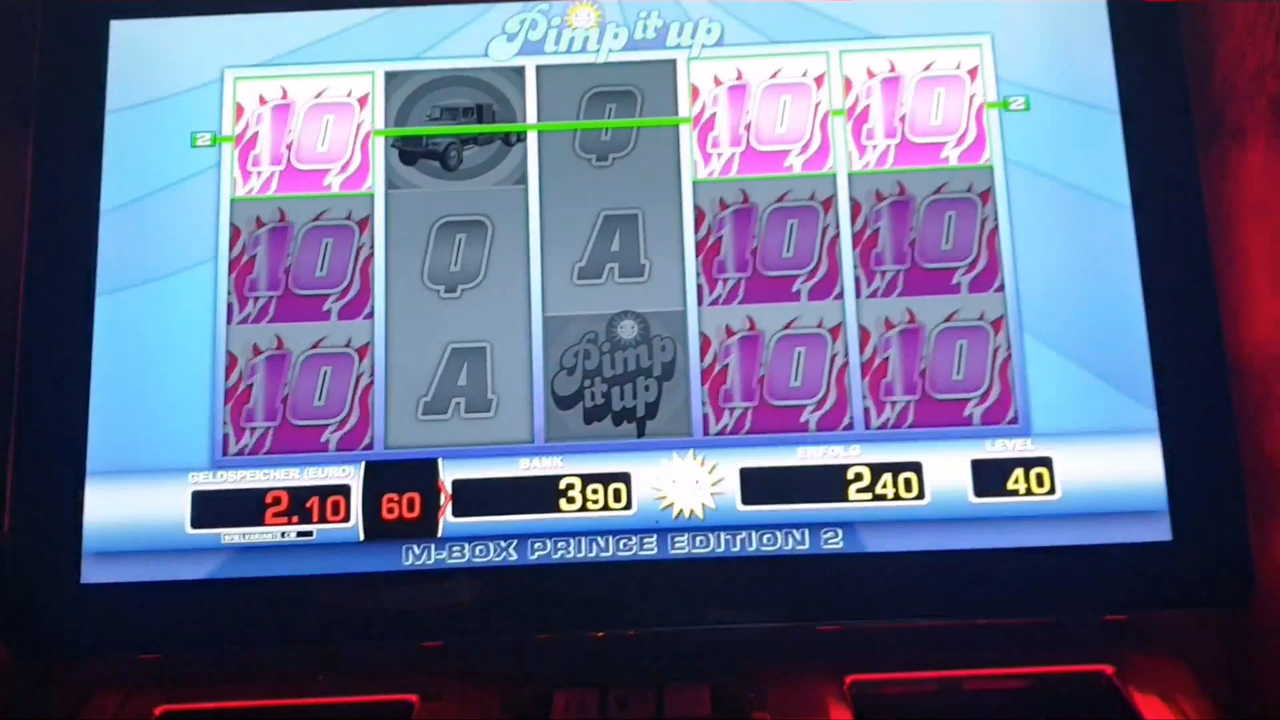 Pimp it up
2 10 Q 10 10 2
10 Q A 10 10
10 A Pimp it up 10 10
GELDSPEICHER (EURO) BANK ERFOLG LEVEL
2.10 60 390 240 40
M-BOX PRINCE EDITION 2